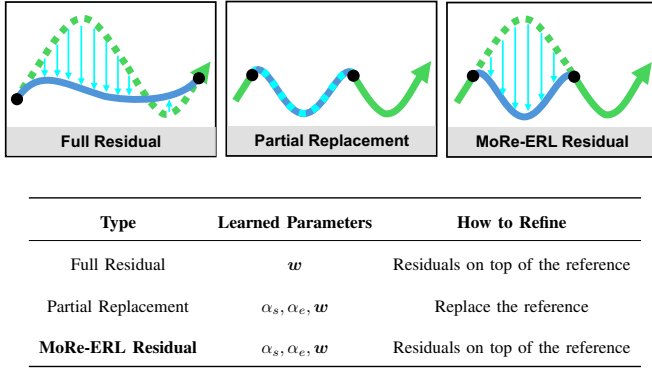 Full Residual
Partial Replacement
MoRe-ERL Residual
Type Learned Parameters How to Refine
Full Residual w Residuals on top of the reference
Partial Replacement αs, αe, w Replace the reference
MoRe-ERL Residual αs, αe, w Residuals on top of the reference